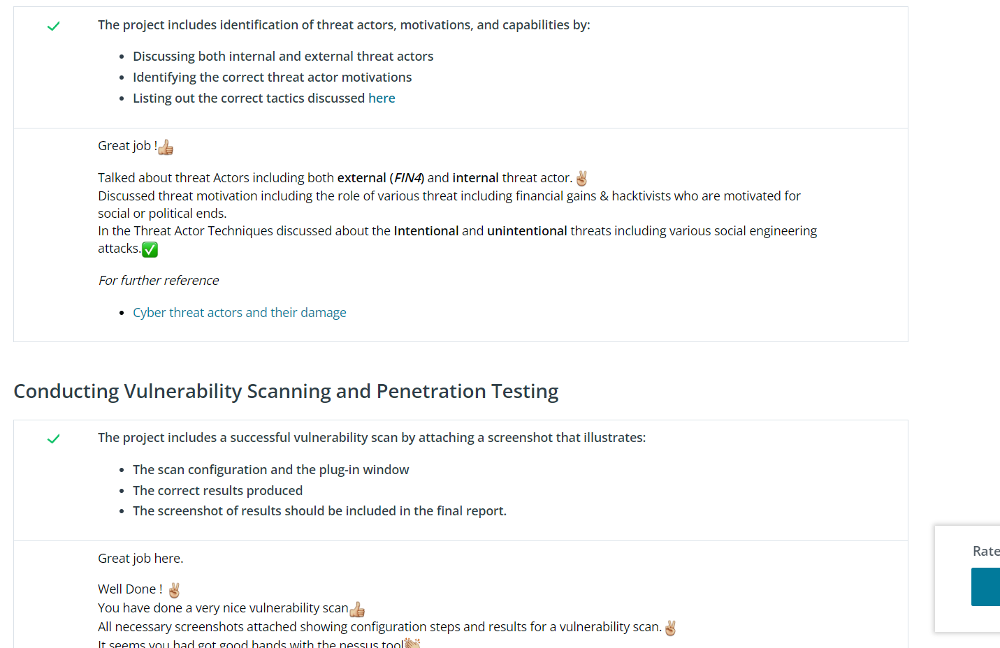 The project includes identification of threat actors, motivations, and capabilities by:
Discussing both internal and external threat actors
Identifying the correct threat actor motivations
Listing out the correct tactics discussed here
Great job !👍
Talked about threat Actors including both external (FIN4) and internal threat actor. ✌
Discussed threat motivation including the role of various threat including financial gains & hacktivists who are motivated for
social or political ends.
In the Threat Actor Techniques discussed about the Intentional and unintentional threats including various social engineering
attacks.✅
For further reference
Cyber threat actors and their damage
Conducting Vulnerability Scanning and Penetration Testing
The project includes a successful vulnerability scan by attaching a screenshot that illustrates:
The scan configuration and the plug-in window
The correct results produced
The screenshot of results should be included in the final report.
Rate
Great job here.
Well Done ! ✌
You have done a very nice vulnerability scan👍
All necessary screenshots attached showing configuration steps and results for a vulnerability scan. ✌
It seems you had got good hands with the nessus tool👏